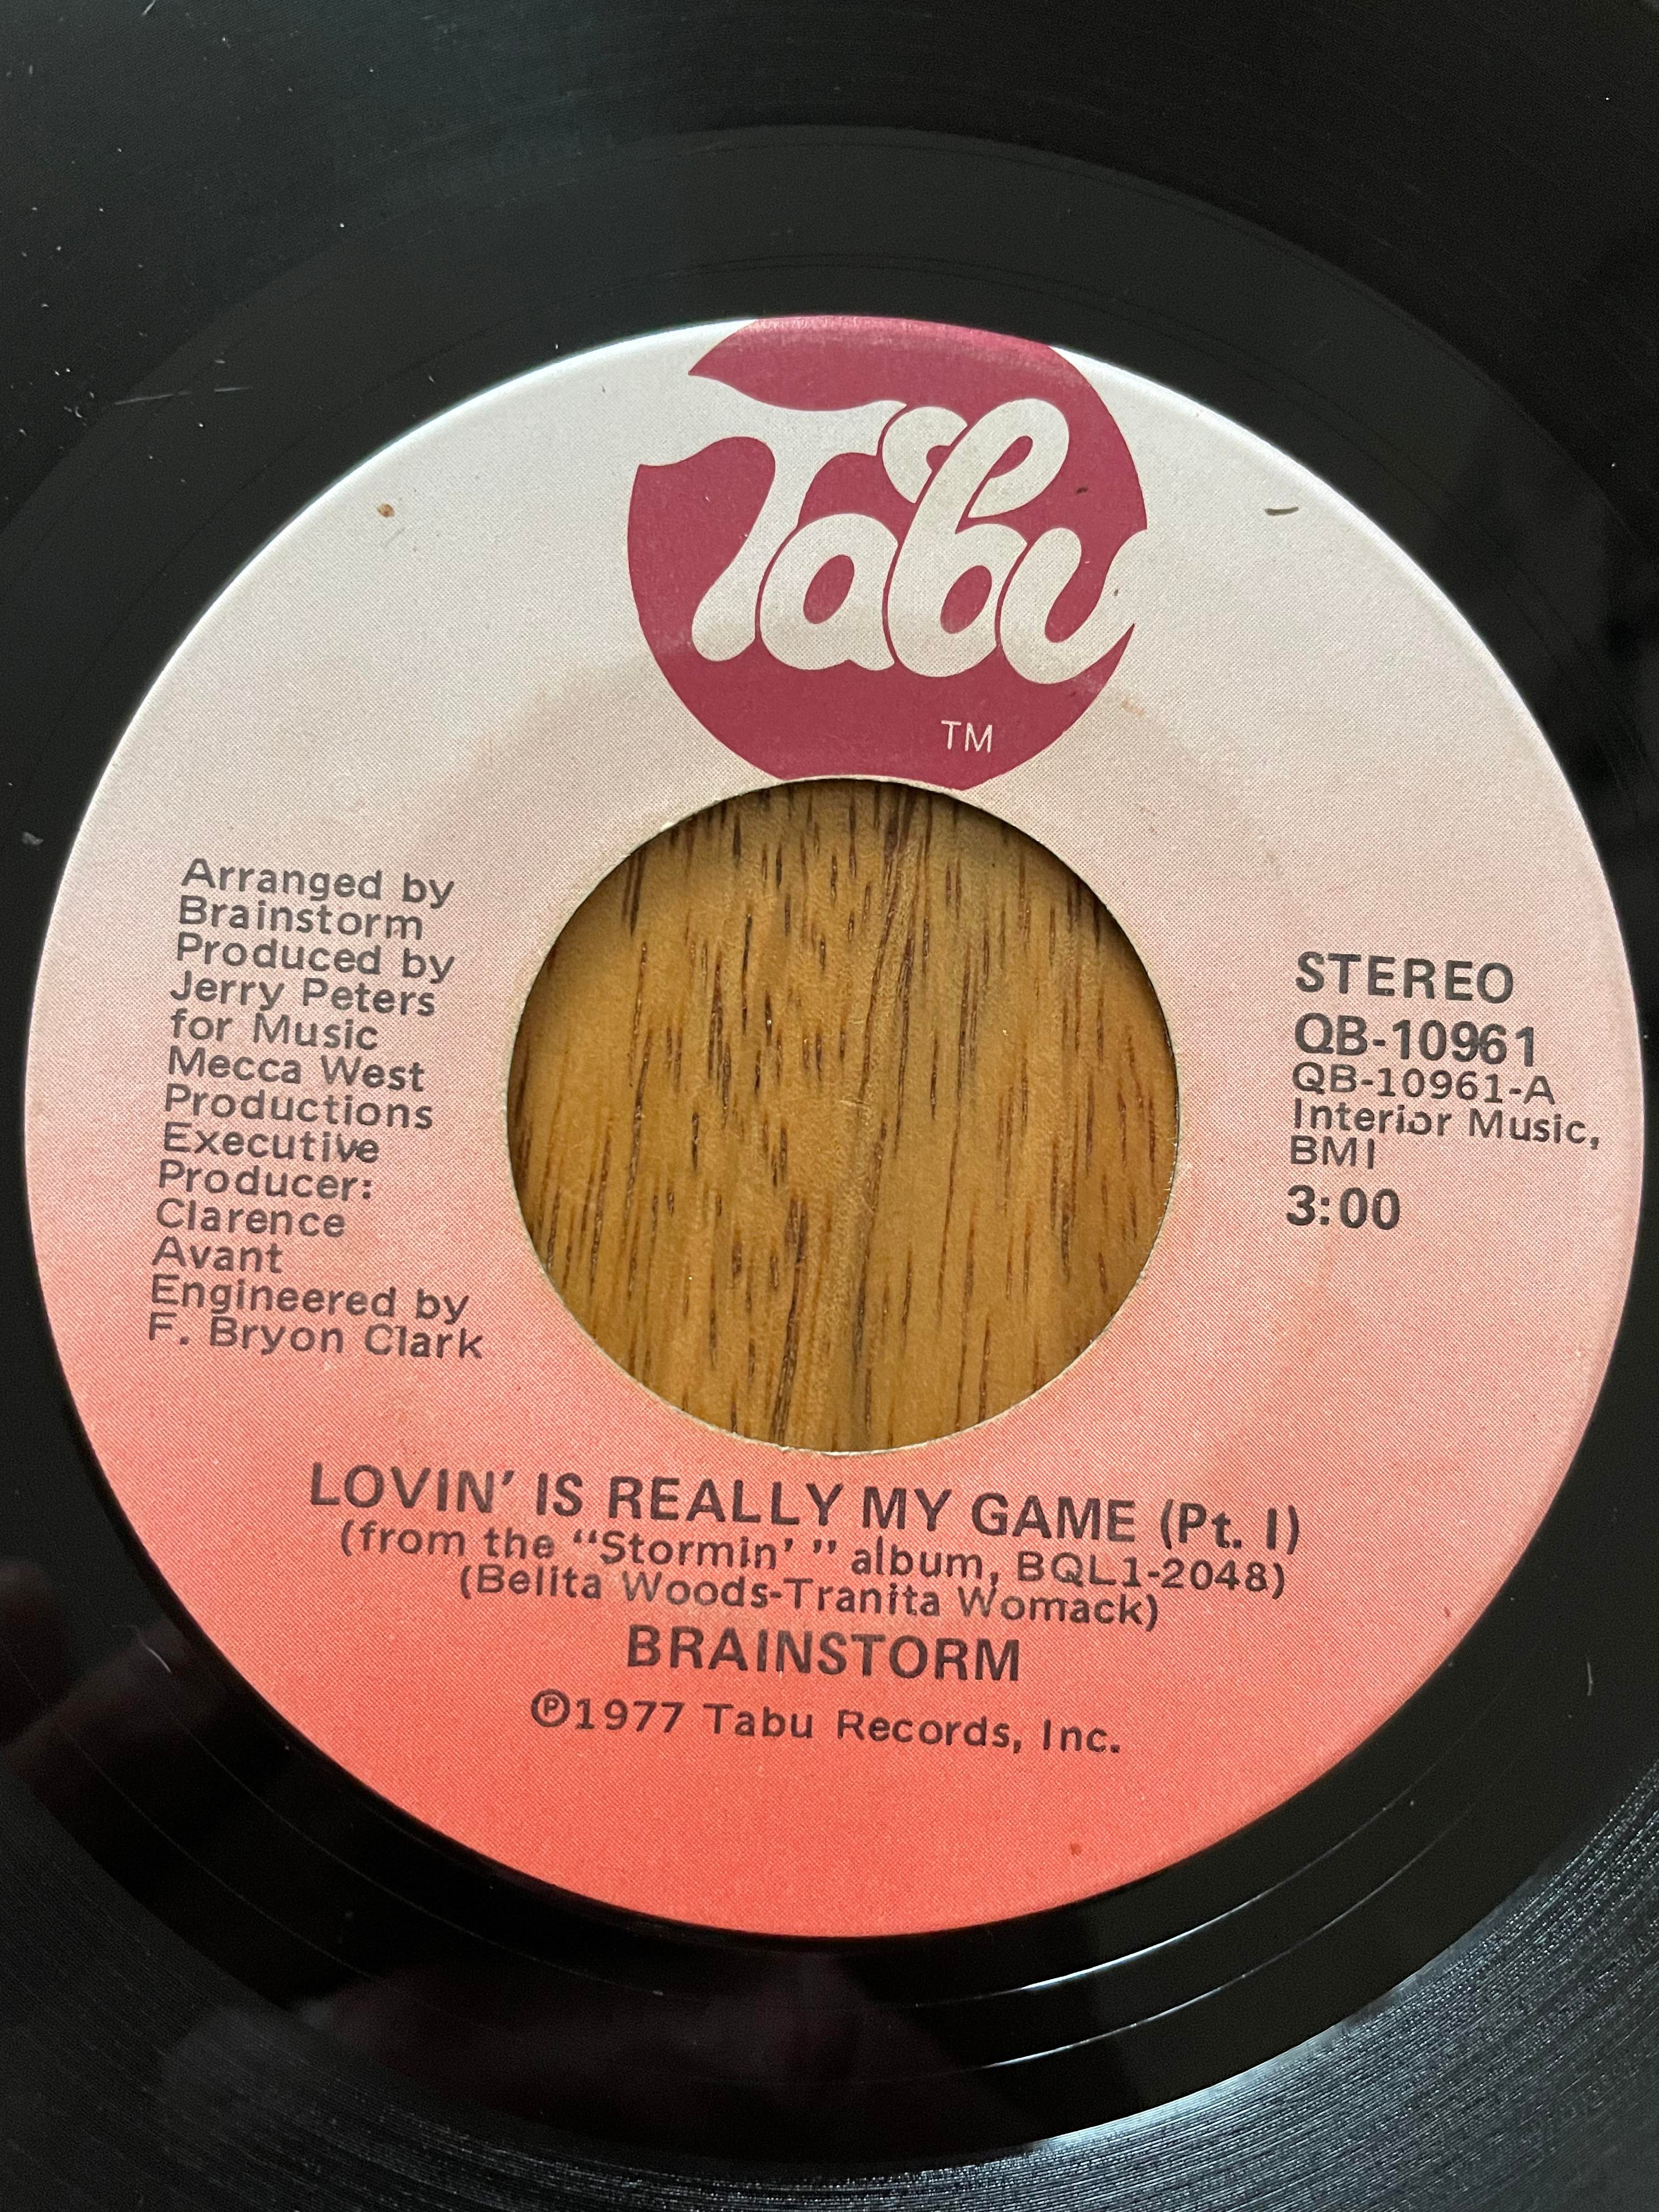 Tabu
TM
Arranged by
Brainstorm
Produced by
Jerry Peters
for Music
Mecca West
Productions
Executive
Producer:
Clarence
Avant
Engineered by
F. Bryon Clark
STEREO
QB-10961
QB-10961-A
Interior Music,
BMI
3:00
LOVIN' IS REALLY MY GAME (Pt. I)
(from the "Stormin' " album, BQL1-2048)
(Belita Woods-Tranita Womack)
BRAINSTORM
℗1977 Tabu Records, Inc.